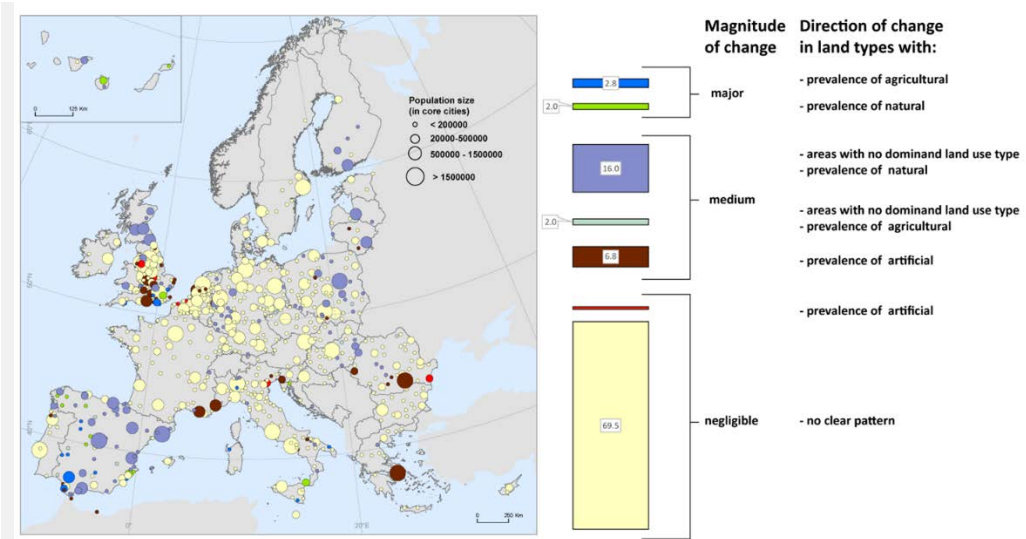 Magnitude
of change
Direction of change
in land types with:
0
125 Km
Population size
(in core cities)
< 200000
20000-500000
500000 - 1500000
> 1500000
2.8
2.0
major
- prevalence of agricultural
- prevalence of natural
16.0
2.0
6.8
medium
- areas with no dominand land use type
- prevalence of natural
- areas with no dominand land use type
- prevalence of agricultural
- prevalence of artificial
- prevalence of artificial
69.5
negligible
- no clear pattern
50°N
40°N
0°
20°E
0
250 Km